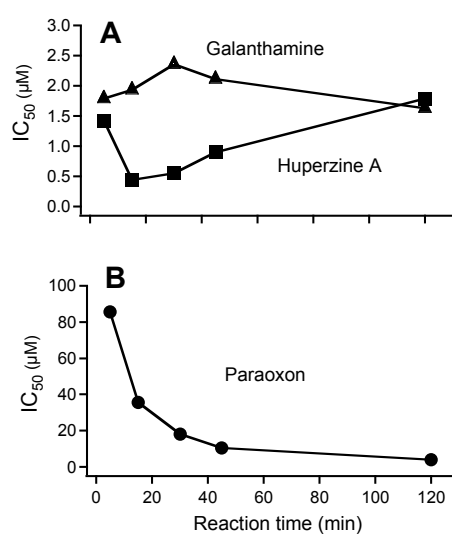 A
Galanthamine
Huperzine A
IC50 (µM)
3.0
2.5
2.0
1.5
1.0
0.5
0.0
B
Paraoxon
IC50 (µM)
100
80
60
40
20
0
0 20 40 60 80 100 120
Reaction time (min)